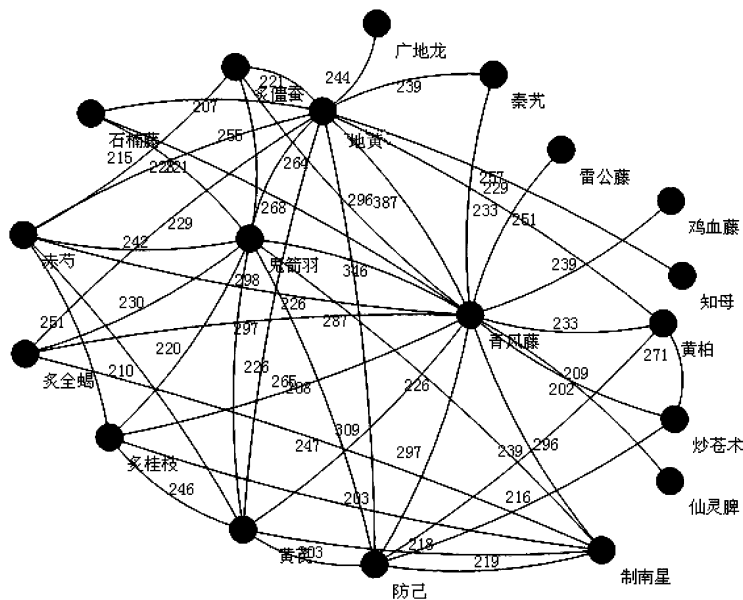 广地龙
244
221
239
炙僵蚕
秦艽
207
255
石楠藤
地黄
215
221
264
雷公藤
257
229
268
296
387
233
251
鸡血藤
229
242
赤芍
鬼箭羽
346
239
298
知母
230
226
251
297
287
233
青风藤
黄柏
220
271
210
226
265
208
226
209
202
炙全蝎
309
247
297
239
296
炒苍术
炙桂枝
246
203
216
仙灵脾
203
218
219
黄芪
防己
制南星